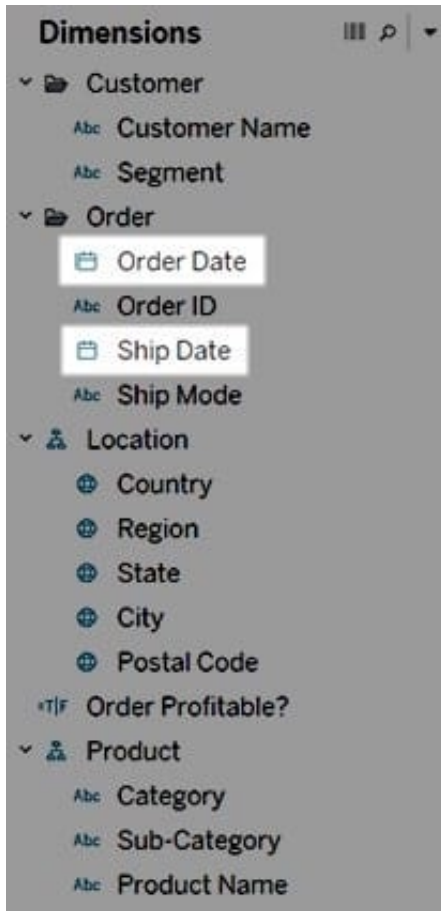 Dimensions
Customer
Abc Customer Name
Abc Segment
Order
Order Date
Abc Order ID
Ship Date
Abc Ship Mode
Location
Country
Region
State
City
Postal Code
=T|F Order Profitable?
Product
Abc Category
Abc Sub-Category
Abc Product Name